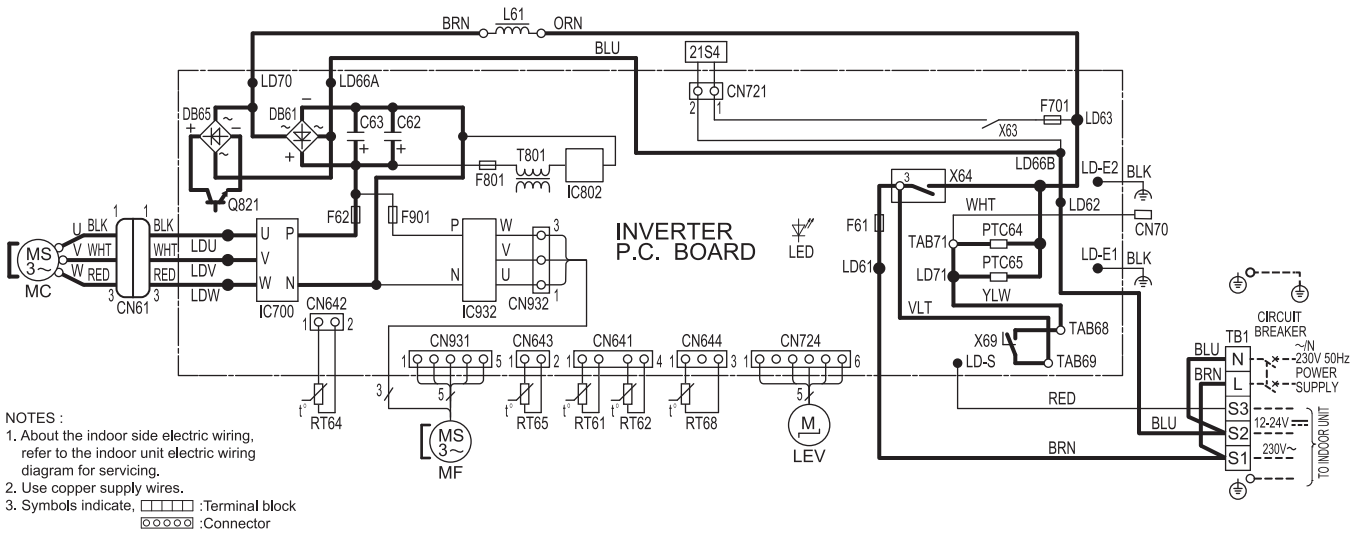 BRN L61 ORN
BLU
21S4
LD70 LD66A
CN721
2 1
F701
LD63
X63
DB65 + ~ − ~
DB61 − ~ ~ +
C63 + C62 +
Q821
F801 T801 IC802
LD66B
LD-E2 BLK
3 X64
LD62
WHT
CN70
F62 F901
INVERTER
P.C. BOARD
LED
F61
TAB71 PTC64
LD61
LD71 PTC65
LD-E1 BLK
YLW
VLT
X69 TAB68
TAB69
LD-S
MS
3~
MC
U BLK 1 1 BLK LDU U P
V WHT WHT LDV V
W RED 3 3 RED LDW W N
CN61
IC700
P W 3
V
N U 1
IC932 CN932
CN642
1 2
t° RT64
CN931
1 5
3 5
MS
3~
MF
CN643
1 2
t° RT65
CN641
1 4
t° RT61 t° RT62
CN644
1 3
t° RT68
CN724
1 6
5
M
LEV
RED
BLU
BRN
CIRCUIT
BREAKER
TB1
~/N
BLU N 230V 50Hz
POWER
BRN L SUPPLY
S3
12-24V
S2
230V~
S1
TO INDOOR UNIT
NOTES :
1. About the indoor side electric wiring,
refer to the indoor unit electric wiring
diagram for servicing.
2. Use copper supply wires.
3. Symbols indicate, :Terminal block
:Connector